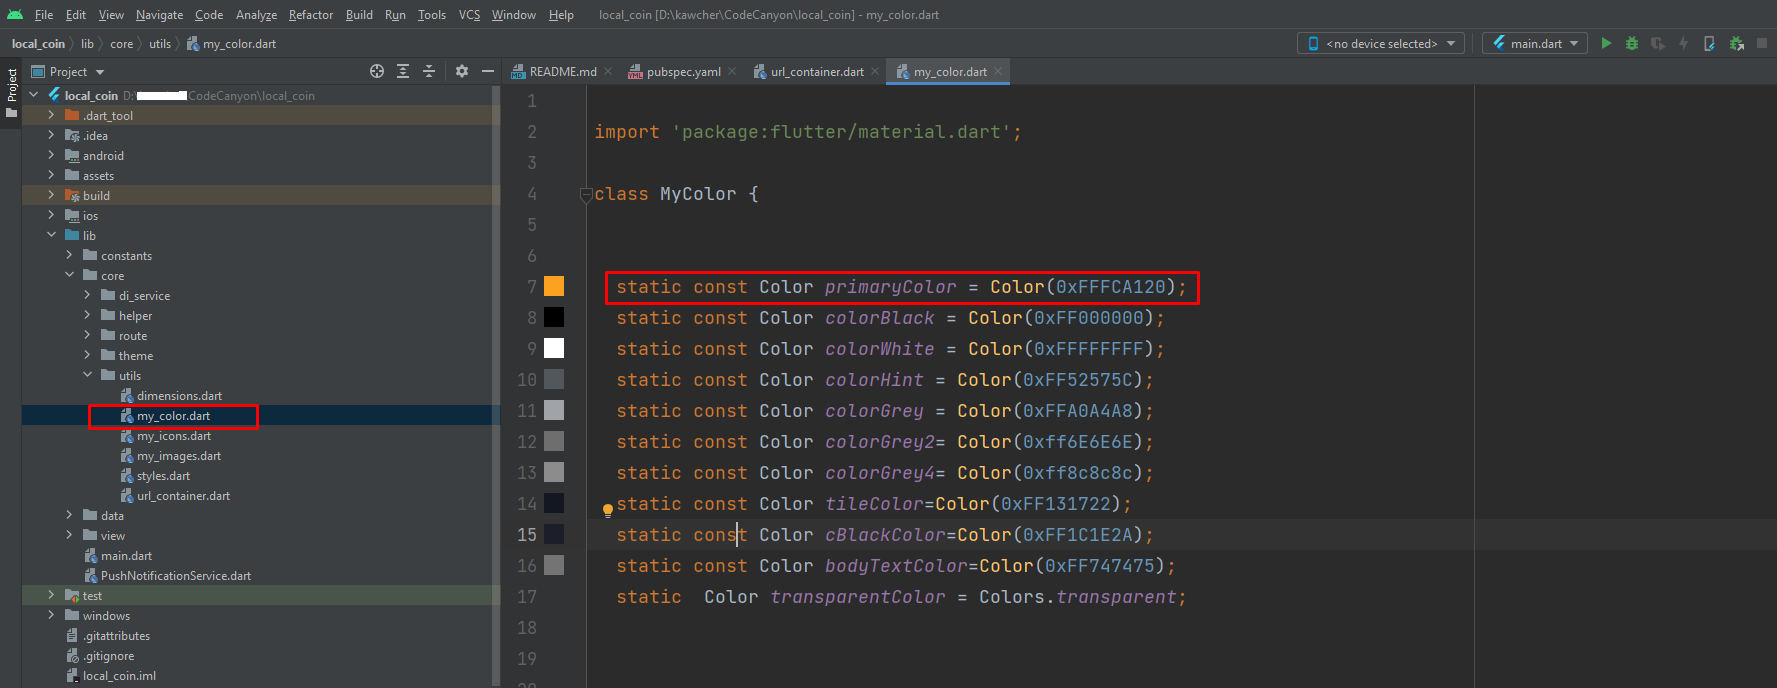 File Edit View Navigate Code Analyze Refactor Build Run Tools VCS Window Help local_coin [D:\kawcher\CodeCanyon\local_coin] - my_color.dart
local_coin lib core utils my_color.dart <no device selected> main.dart
Project
Project
README.md pubspec.yaml url_container.dart my_color.dart
local_coin D:\ CodeCanyon\local_coin
.dart_tool
.idea
android
assets
build
ios
lib
constants
core
di_service
helper
route
theme
utils
dimensions.dart
my_color.dart
my_icons.dart
my_images.dart
styles.dart
url_container.dart
data
view
main.dart
PushNotificationService.dart
test
windows
.gitattributes
.gitignore
local_coin.iml
1
2 import 'package:flutter/material.dart';
3
4 class MyColor {
5
6
7 static const Color primaryColor = Color(0xFFFCA120);
8 static const Color colorBlack = Color(0xFF000000);
9 static const Color colorWhite = Color(0xFFFFFFFF);
10 static const Color colorHint = Color(0xFF52575C);
11 static const Color colorGrey = Color(0xFFA0A4A8);
12 static const Color colorGrey2= Color(0xff6E6E6E);
13 static const Color colorGrey4= Color(0xff8c8c8c);
14 static const Color tileColor=Color(0xFF131722);
15 static const Color cBlackColor=Color(0xFF1C1E2A);
16 static const Color bodyTextColor=Color(0xFF747475);
17 static  Color transparentColor = Colors.transparent;
18
19